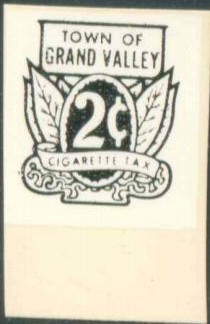 TOWN OF
GRAND VALLEY
2¢
CIGARETTE TAX